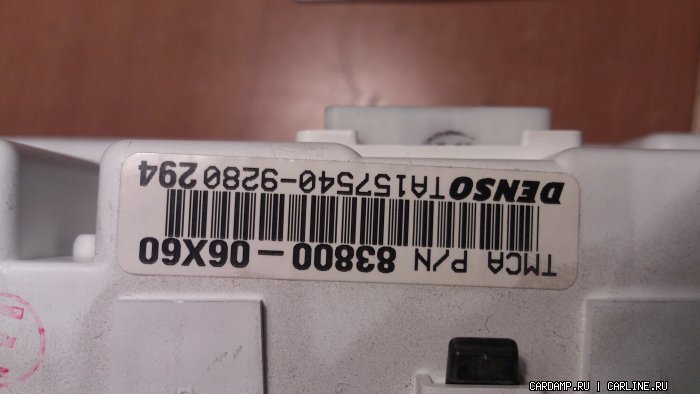 TMCA P/N 83800-06X60
DENSO TA157540-9280 294
CARDAMP.RU | CARLINE.RU